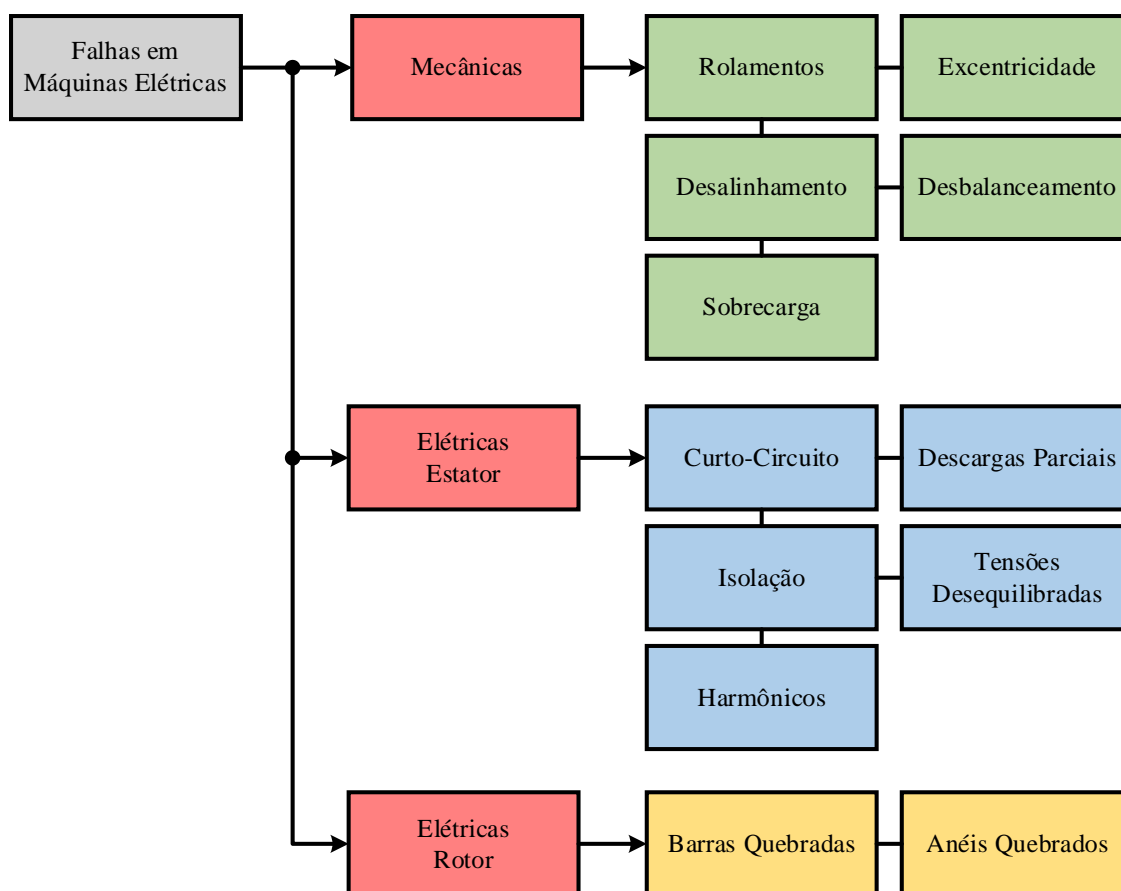 Falhas em
Máquinas Elétricas
Mecânicas
Rolamentos
Excentricidade
Desalinhamento
Desbalanceamento
Sobrecarga
Elétricas
Estator
Curto-Circuito
Descargas Parciais
Isolação
Tensões
Desequilibradas
Harmônicos
Elétricas
Rotor
Barras Quebradas
Anéis Quebrados